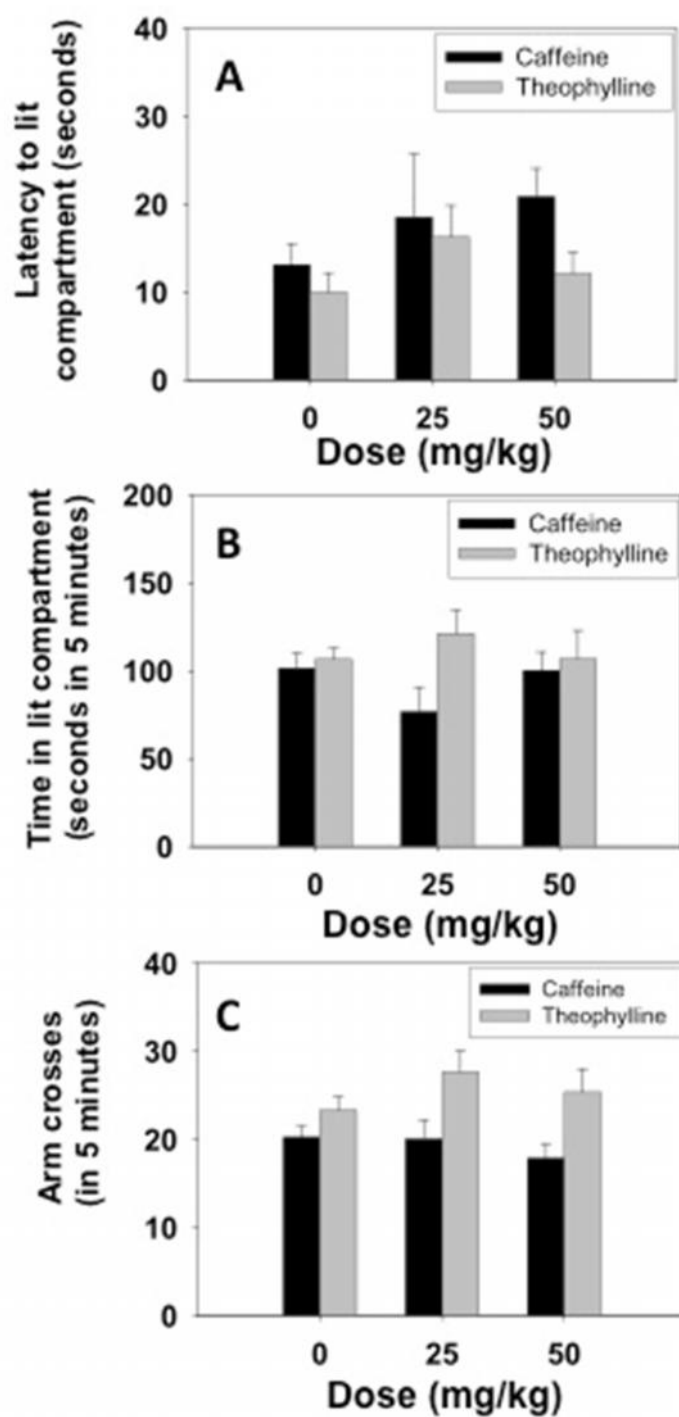 A
Latency to lit
compartment (seconds)
40
30
20
10
0
Caffeine
Theophylline
0 25 50
Dose (mg/kg)
B
Time in lit compartment
(seconds in 5 minutes)
200
150
100
50
0
Caffeine
Theophylline
0 25 50
Dose (mg/kg)
C
Arm crosses
(in 5 minutes)
40
30
20
10
0
Caffeine
Theophylline
0 25 50
Dose (mg/kg)